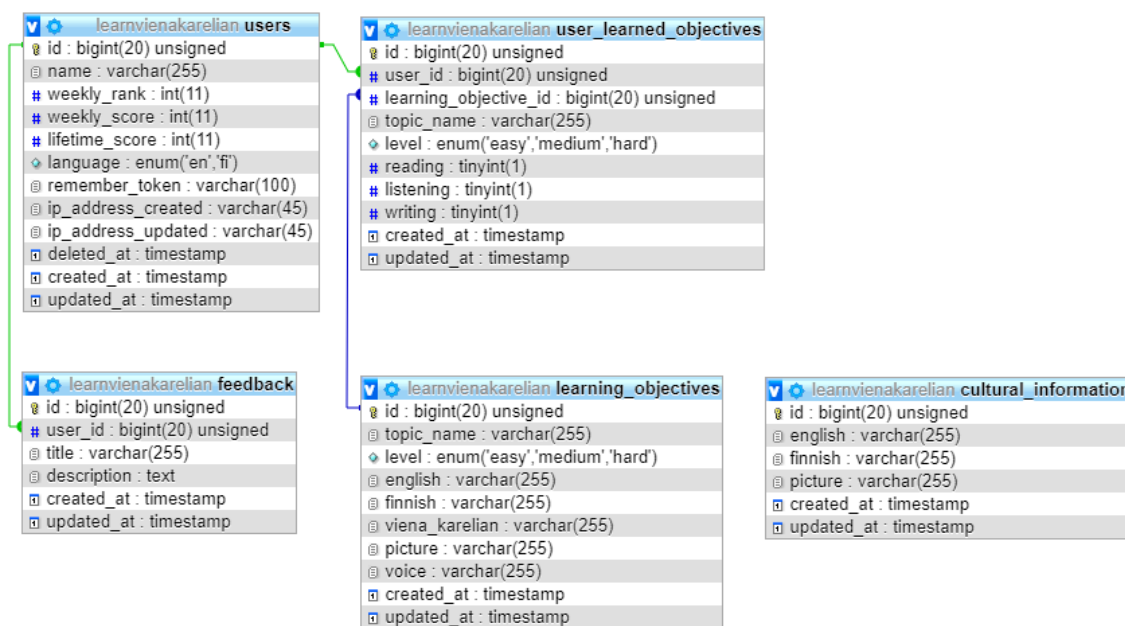 learnvienakarelian users
id : bigint(20) unsigned
name : varchar(255)
weekly_rank : int(11)
weekly_score : int(11)
lifetime_score : int(11)
language : enum('en','fi')
remember_token : varchar(100)
ip_address_created : varchar(45)
ip_address_updated : varchar(45)
deleted_at : timestamp
created_at : timestamp
updated_at : timestamp
learnvienakarelian user_learned_objectives
id : bigint(20) unsigned
user_id : bigint(20) unsigned
learning_objective_id : bigint(20) unsigned
topic_name : varchar(255)
level : enum('easy','medium','hard')
reading : tinyint(1)
listening : tinyint(1)
writing : tinyint(1)
created_at : timestamp
updated_at : timestamp
learnvienakarelian feedback
id : bigint(20) unsigned
user_id : bigint(20) unsigned
title : varchar(255)
description : text
created_at : timestamp
updated_at : timestamp
learnvienakarelian learning_objectives
id : bigint(20) unsigned
topic_name : varchar(255)
level : enum('easy','medium','hard')
english : varchar(255)
finnish : varchar(255)
viena_karelian : varchar(255)
picture : varchar(255)
voice : varchar(255)
created_at : timestamp
updated_at : timestamp
learnvienakarelian cultural_information
id : bigint(20) unsigned
english : varchar(255)
finnish : varchar(255)
picture : varchar(255)
created_at : timestamp
updated_at : timestamp